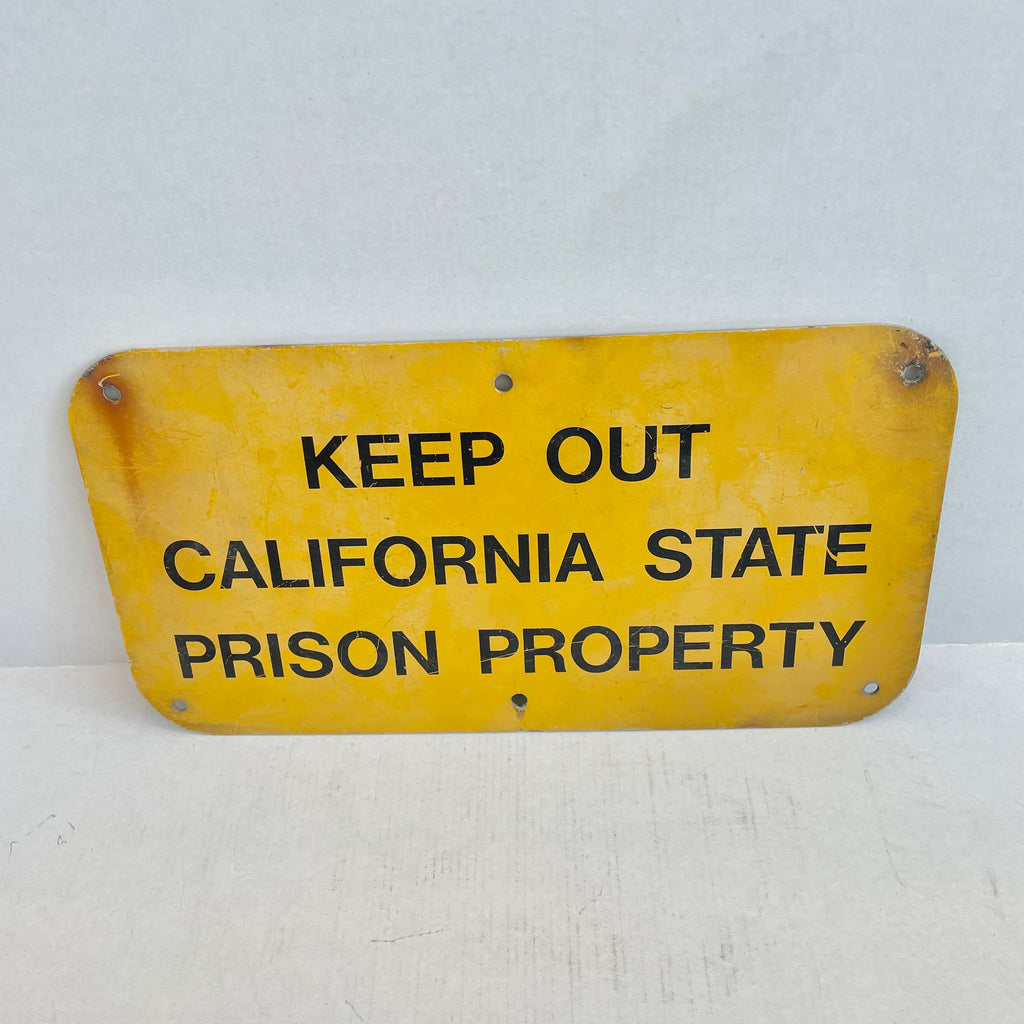 KEEP OUT
CALIFORNIA STATE
PRISON PROPERTY